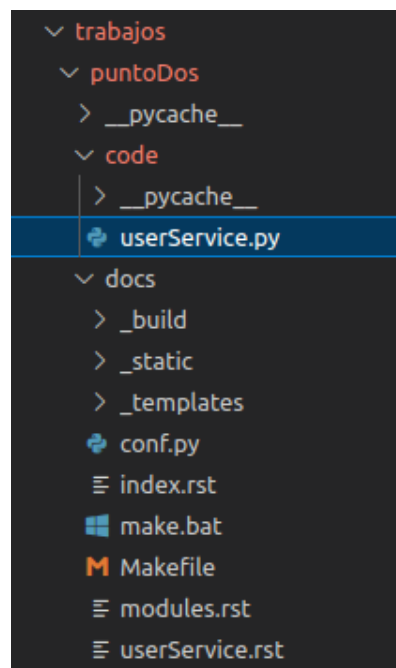 trabajos
puntoDos
__pycache__
code
__pycache__
userService.py
docs
_build
_static
_templates
conf.py
index.rst
make.bat
Makefile
modules.rst
userService.rst